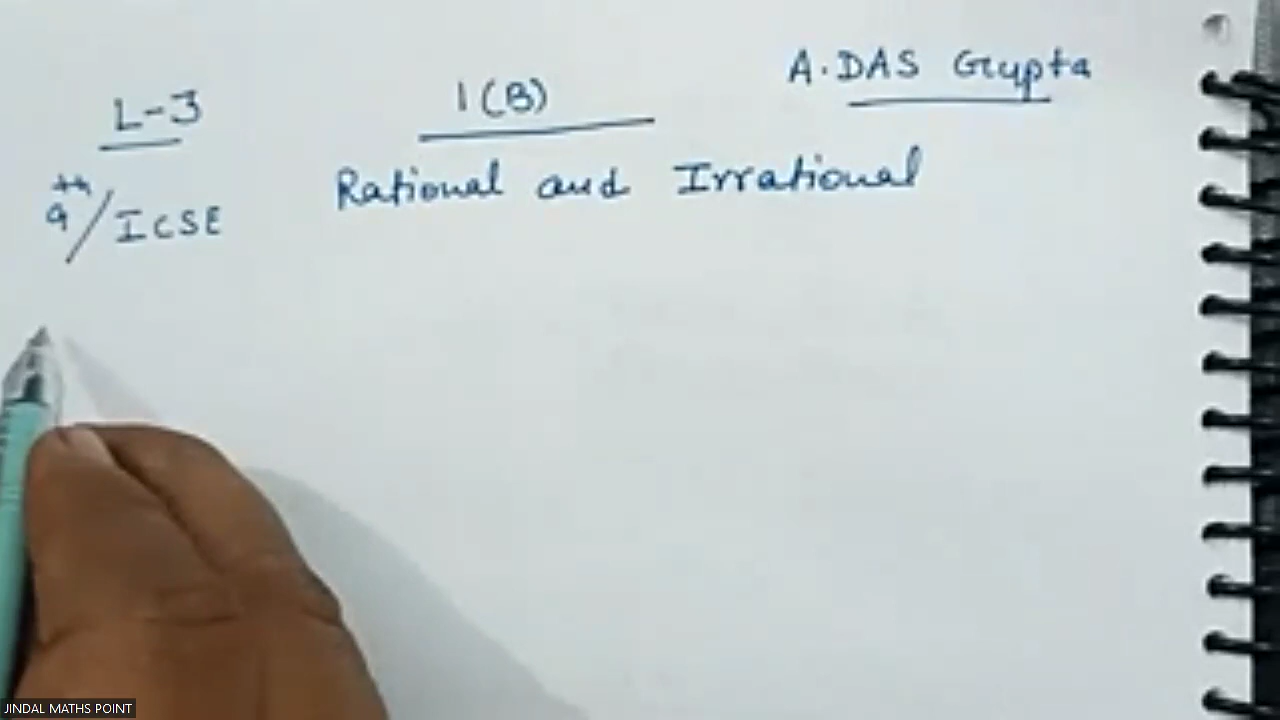 L-3 1(B) A. DAS Gupta
9th/ICSE Rational and Irrational
JINDAL MATHS POINT